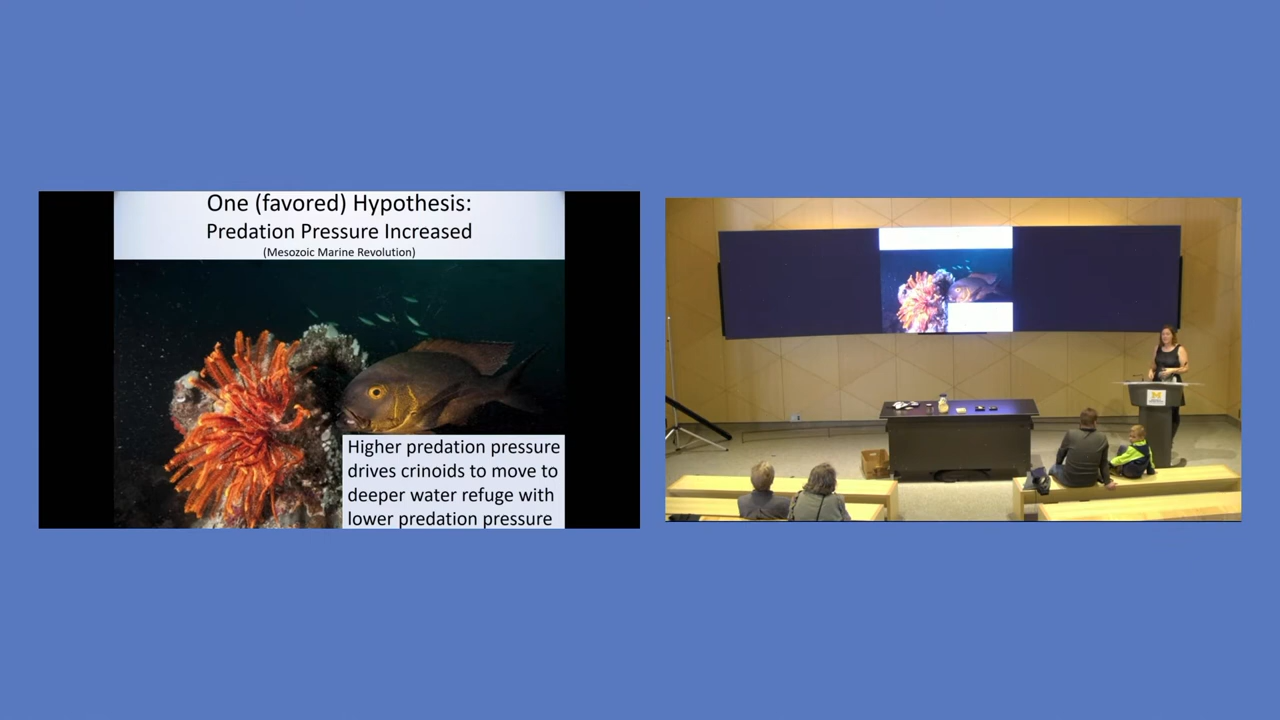 One (favored) Hypothesis:
Predation Pressure Increased
(Mesozoic Marine Revolution)
Higher predation pressure
drives crinoids to move to
deeper water refuge with
lower predation pressure
M